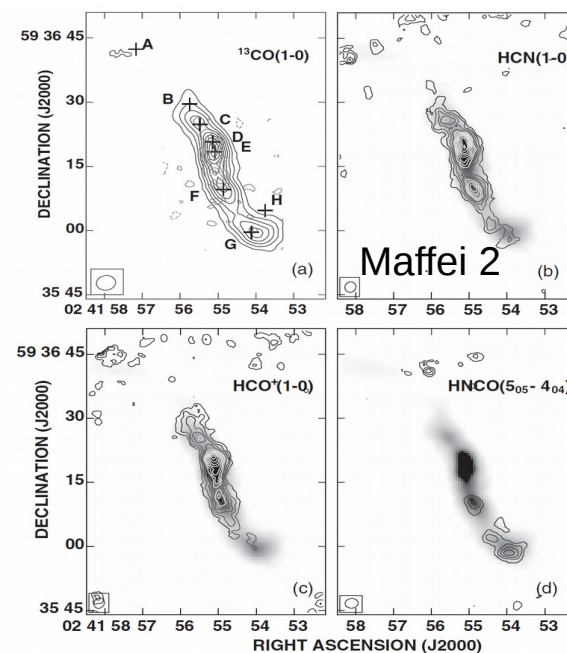 59 36 45
30
15
00
35 45
02 41 58 57 56 55 54 53
DECLINATION (J2000)
¹³CO(1-0)
A
B
C
D
E
F
H
G
(a)
HCN(1-0
58 57 56 55 54 53
Maffei 2
(b)
59 36 45
30
15
00
35 45
02 41 58 57 56 55 54 53
DECLINATION (J2000)
HCO⁺(1-0)
(c)
HNCO(5₀₅- 4₀₄)
58 57 56 55 54 53
(d)
RIGHT ASCENSION (J2000)